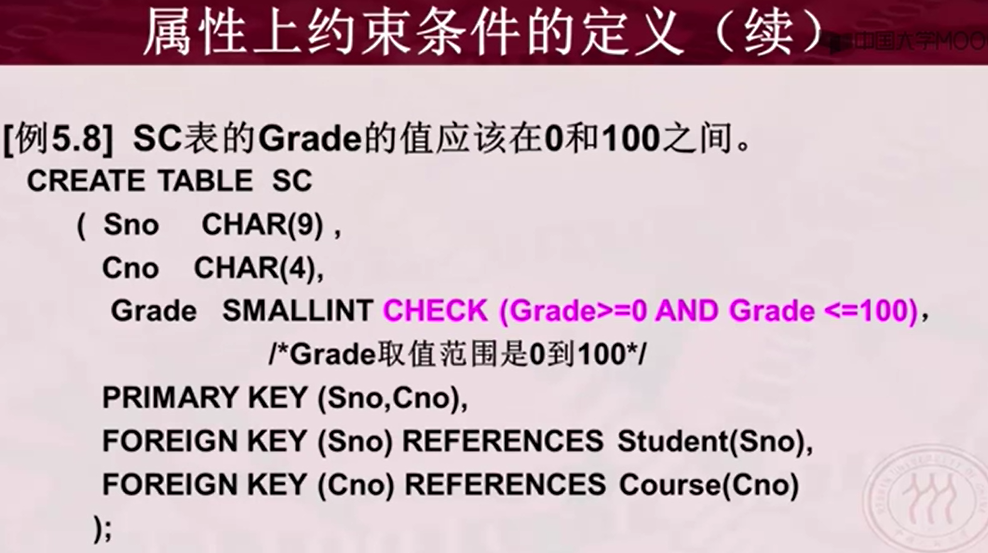 属性上约束条件的定义（续）
中国大学MOO
[例5.8] SC表的Grade的值应该在0和100之间。
CREATE TABLE SC
( Sno CHAR(9) ,
Cno CHAR(4),
Grade SMALLINT CHECK (Grade>=0 AND Grade <=100)，
/*Grade取值范围是0到100*/
PRIMARY KEY (Sno,Cno),
FOREIGN KEY (Sno) REFERENCES Student(Sno),
FOREIGN KEY (Cno) REFERENCES Course(Cno)
);